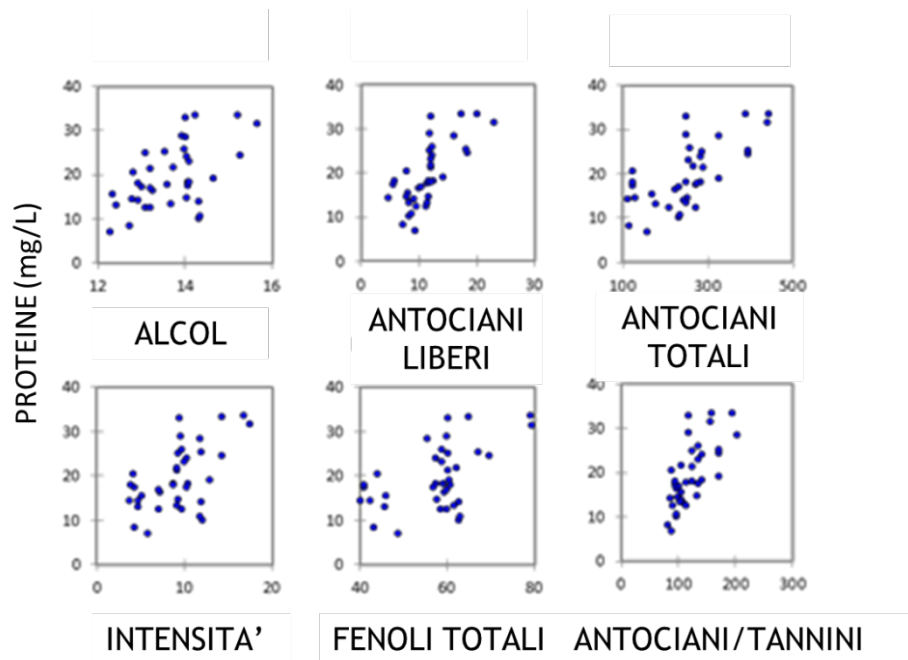 PROTEINE (mg/L)
40
30
20
10
0
12 14 16
40
30
20
10
0
0 10 20 30
40
30
20
10
0
100 300 500
ALCOL
ANTOCIANI
LIBERI
ANTOCIANI
TOTALI
40
30
20
10
0
0 10 20
40
30
20
10
0
40 60 80
40
30
20
10
0
0 100 200 300
INTENSITA’
FENOLI TOTALI
ANTOCIANI/TANNINI